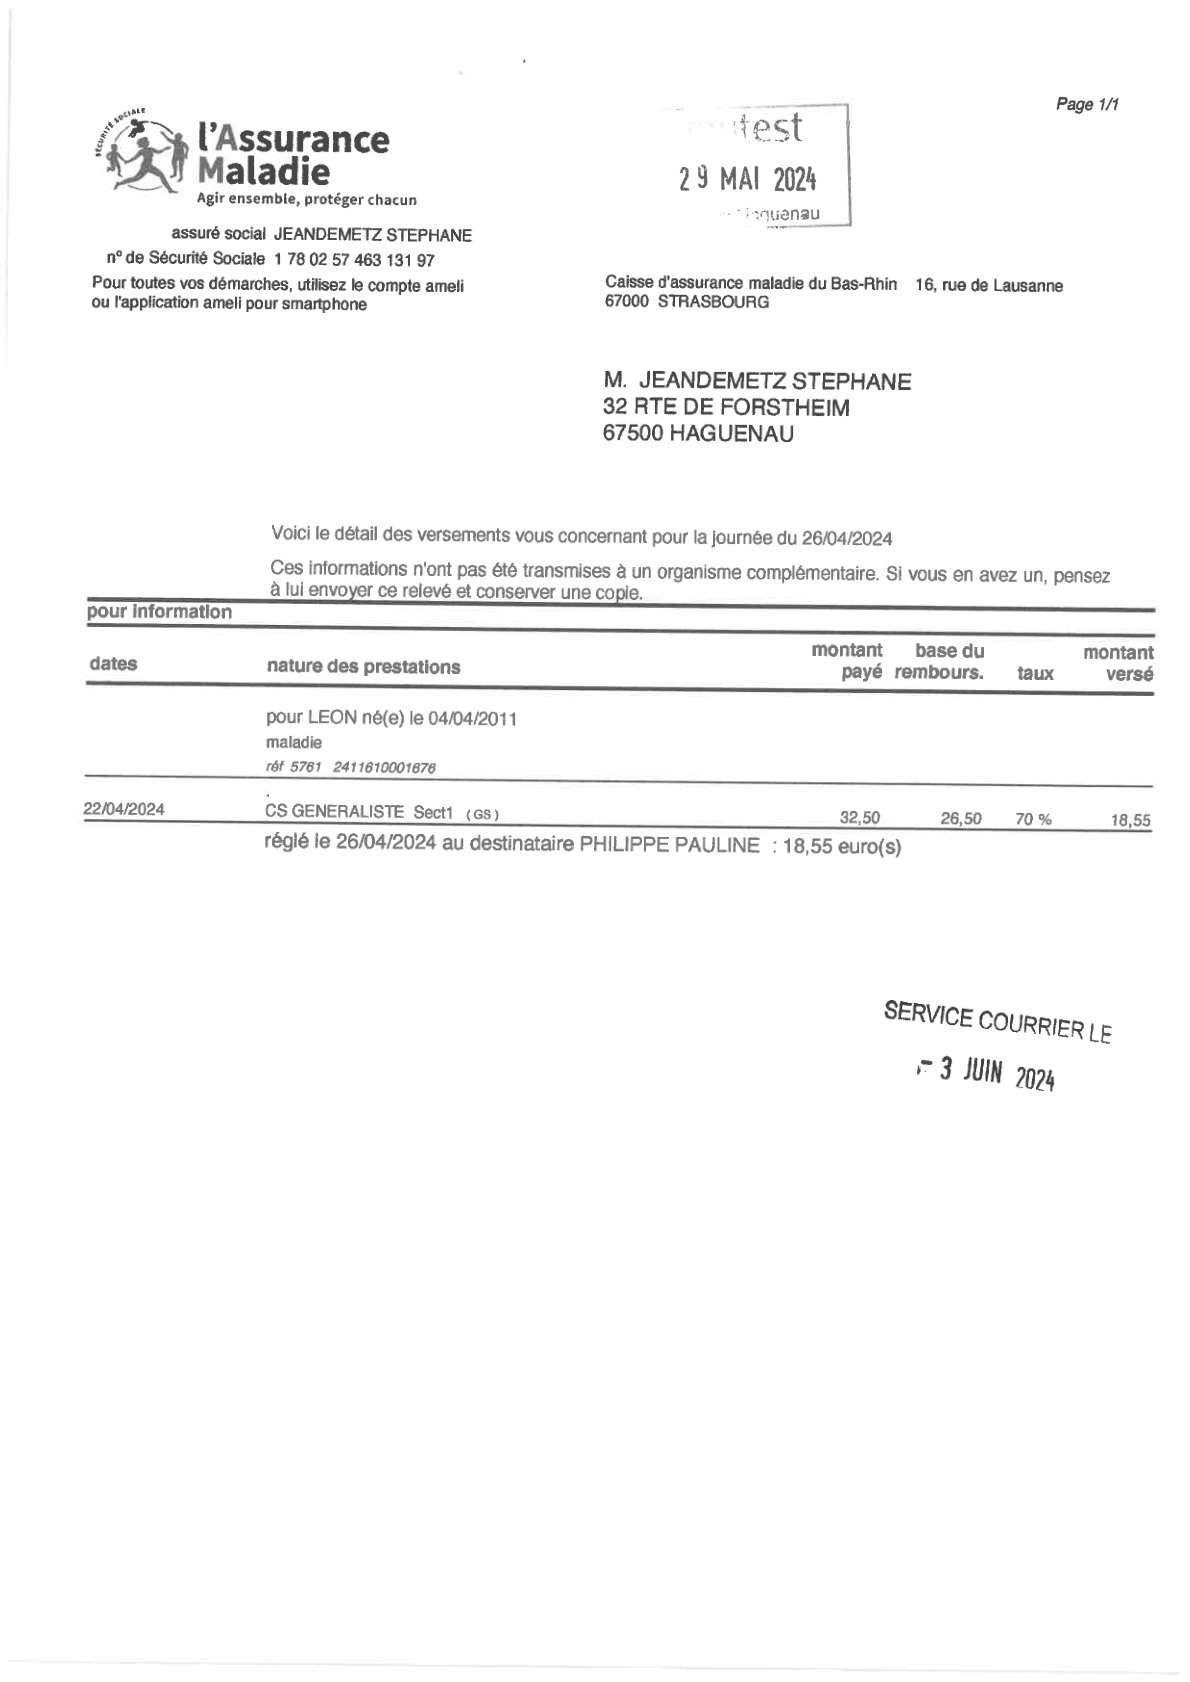 Page 1/1
SÉCURITÉ SOCIALE
l'Assurance
Maladie
Agir ensemble, protéger chacun
test
29 MAI 2024
assuré social JEANDEMETZ STEPHANE
n° de Sécurité Sociale 1 78 02 57 463 131 97
Pour toutes vos démarches, utilisez le compte ameli
ou l'application ameli pour smartphone
Caisse d'assurance maladie du Bas-Rhin 16, rue de Lausanne
67000 STRASBOURG
M. JEANDEMETZ STEPHANE
32 RTE DE FORSTHEIM
67500 HAGUENAU
Voici le détail des versements vous concernant pour la journée du 26/04/2024
Ces informations n'ont pas été transmises à un organisme complémentaire. Si vous en avez un, pensez
à lui envoyer ce relevé et conserver une copie.
pour information
dates nature des prestations montant payé base du rembours. taux montant versé
pour LEON né(e) le 04/04/2011
maladie
réf 5761 2411610001676
22/04/2024 CS GENERALISTE Sect1 (GS) 32,50 26,50 70 % 18,55
réglé le 26/04/2024 au destinataire PHILIPPE PAULINE : 18,55 euro(s)
SERVICE COURRIER LE
- 3 JUIN 2024